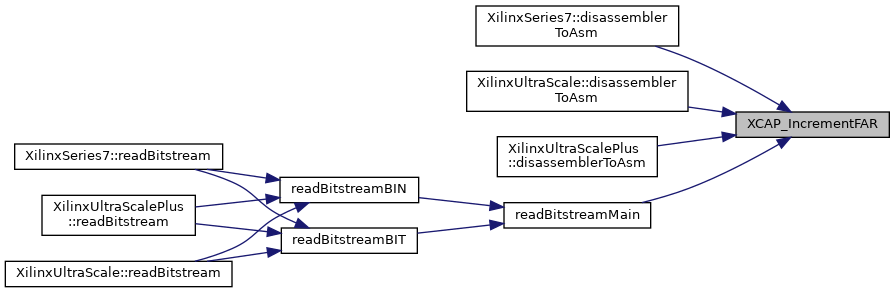 XilinxSeries7::disassembler
ToAsm
XilinxUltraScale::disassembler
ToAsm
XCAP_IncrementFAR
XilinxUltraScalePlus
::disassemblerToAsm
XilinxSeries7::readBitstream
readBitstreamBIN
XilinxUltraScalePlus
::readBitstream
readBitstreamMain
readBitstreamBIT
XilinxUltraScale::readBitstream